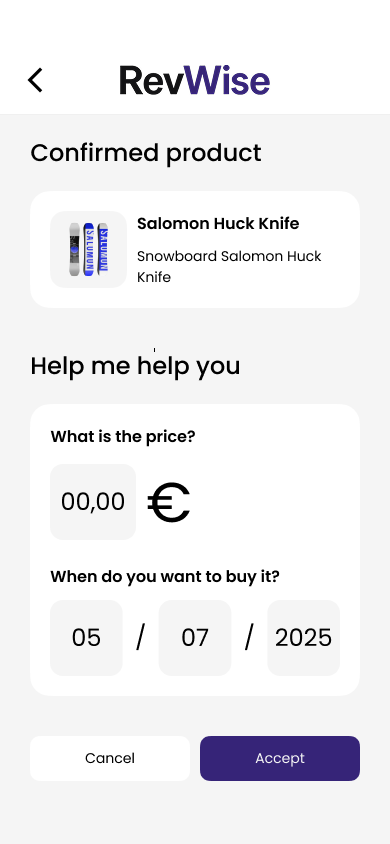 RevWise
Confirmed product
Salomon Huck Knife
Snowboard Salomon Huck
Knife
Help me help you
What is the price?
00,00 €
When do you want to buy it?
05 / 07 / 2025
Cancel Accept